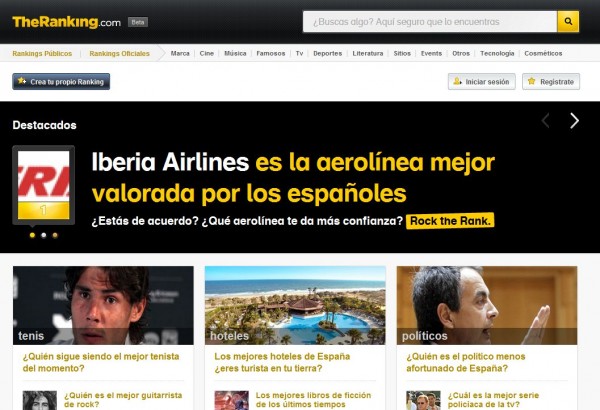 TheRanking.com Beta
¿Buscas algo? Aquí seguro que lo encuentras
Rankings Públicos Rankings Oficiales Marca Cine Música Famosos Tv Deportes Literatura Sitios Events Otros Tecnología Cosméticos
Crea tu propio Ranking Iniciar sesión Regístrate
Destacados
Iberia Airlines es la aerolínea mejor
valorada por los españoles
¿Estás de acuerdo? ¿Qué aerolínea te da más confianza? Rock the Rank.
1
tenis
¿Quién sigue siendo el mejor tenista
del momento?
¿Quién es el mejor guitarrista
de rock?
hoteles
Los mejores hoteles de España
¿eres turista en tu tierra?
Los mejores libros de ficción
de los últimos tiempos
políticos
¿Quién es el politico menos
afortunado de España?
¿Cuál es la mejor serie
policíaca de la tv?